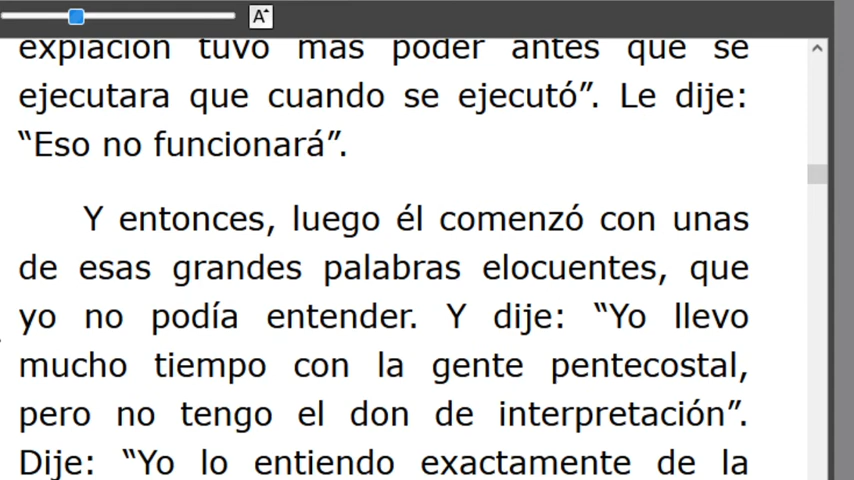 A
expiación tuvo más poder antes que se
ejecutara que cuando se ejecutó”. Le dije:
“Eso no funcionará”.
Y entonces, luego él comenzó con unas
de esas grandes palabras elocuentes, que
yo no podía entender. Y dije: “Yo llevo
mucho tiempo con la gente pentecostal,
pero no tengo el don de interpretación”.
Dije: “Yo lo entiendo exactamente de la